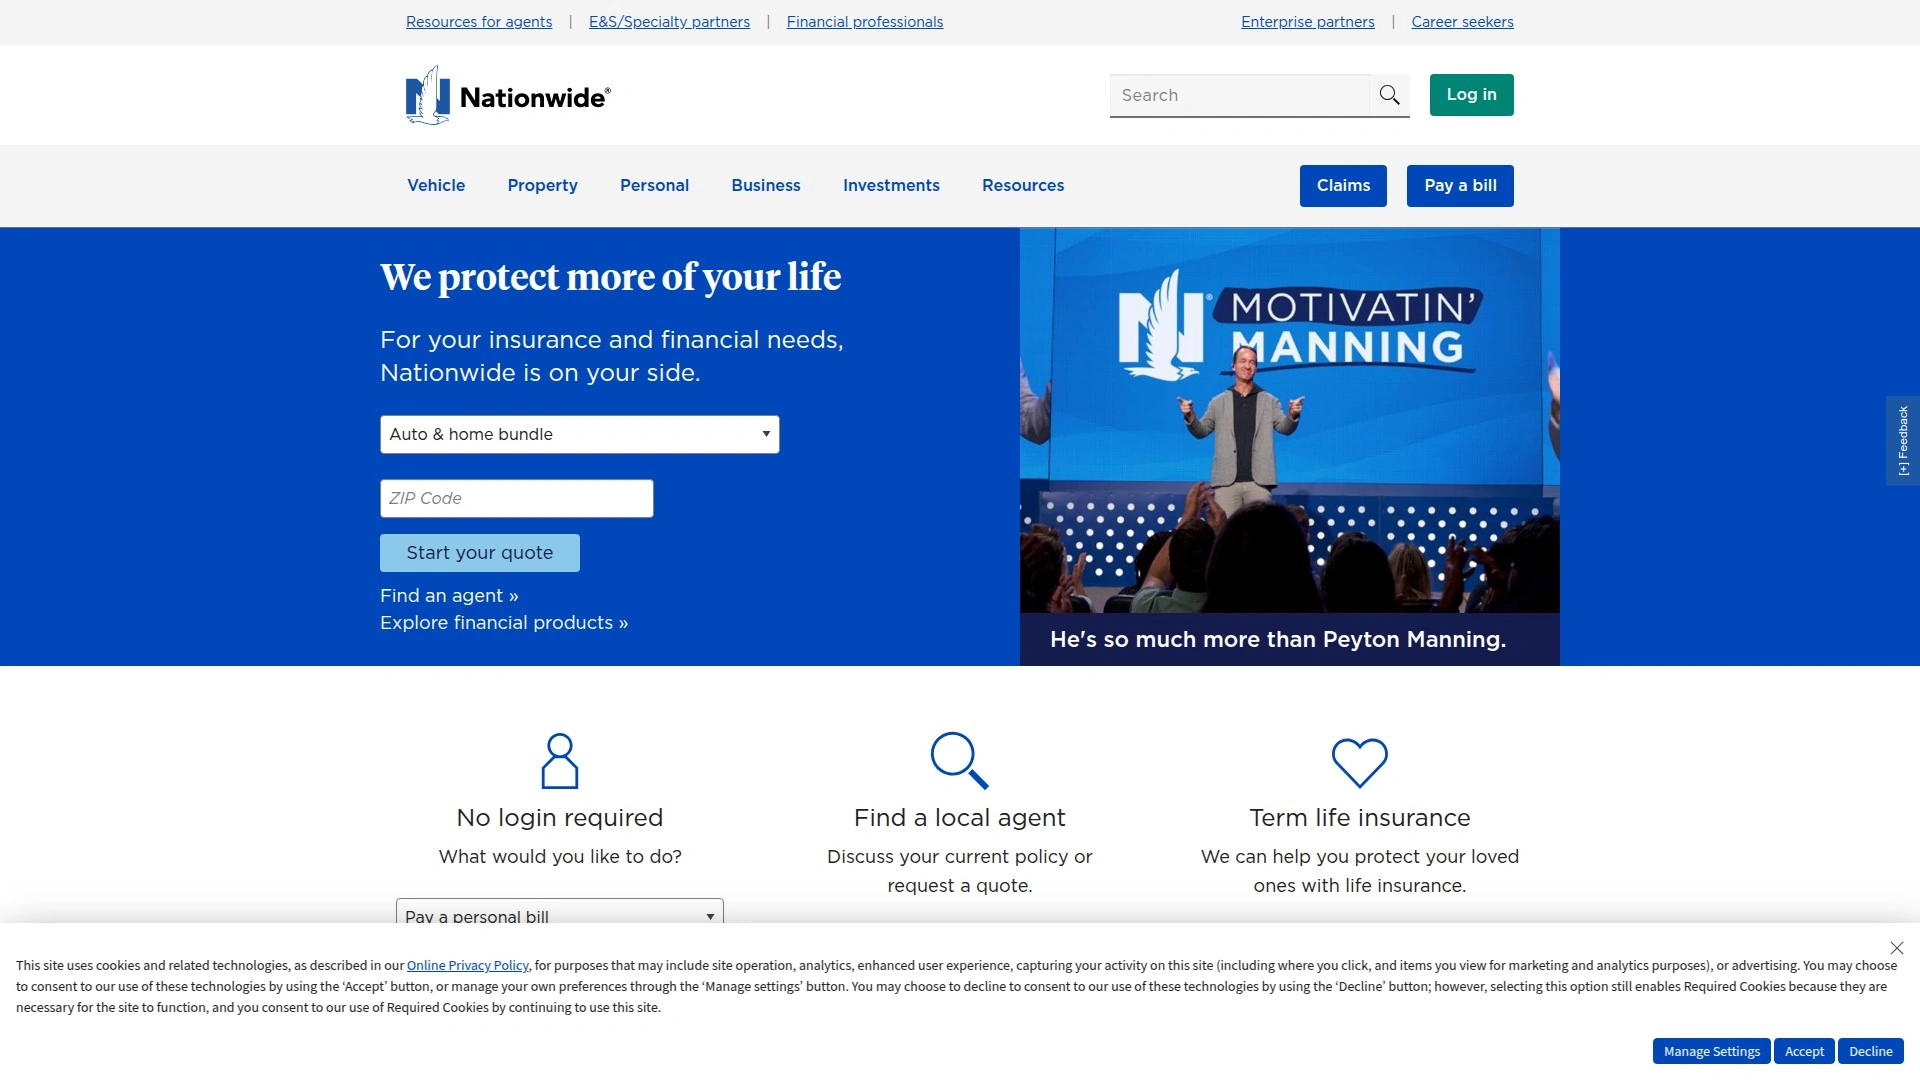 Resources for agents | E&S/Specialty partners | Financial professionals
Enterprise partners | Career seekers
Nationwide®
Search
Log in
Vehicle
Property
Personal
Business
Investments
Resources
Claims
Pay a bill
We protect more of your life
For your insurance and financial needs,
Nationwide is on your side.
Auto & home bundle
ZIP Code
Start your quote
Find an agent »
Explore financial products »
N® MOTIVATIN’
MANNING
He's so much more than Peyton Manning.
[+] Feedback
No login required
What would you like to do?
Pay a personal bill
Find a local agent
Discuss your current policy or
request a quote.
Term life insurance
We can help you protect your loved
ones with life insurance.
This site uses cookies and related technologies, as described in our Online Privacy Policy, for purposes that may include site operation, analytics, enhanced user experience, capturing your activity on this site (including where you click, and items you view for marketing and analytics purposes), or advertising. You may choose
to consent to our use of these technologies by using the ‘Accept’ button, or manage your own preferences through the ‘Manage settings’ button. You may choose to decline to consent to our use of these technologies by using the ‘Decline’ button; however, selecting this option still enables Required Cookies because they are
necessary for the site to function, and you consent to our use of Required Cookies by continuing to use this site.
Manage Settings
Accept
Decline